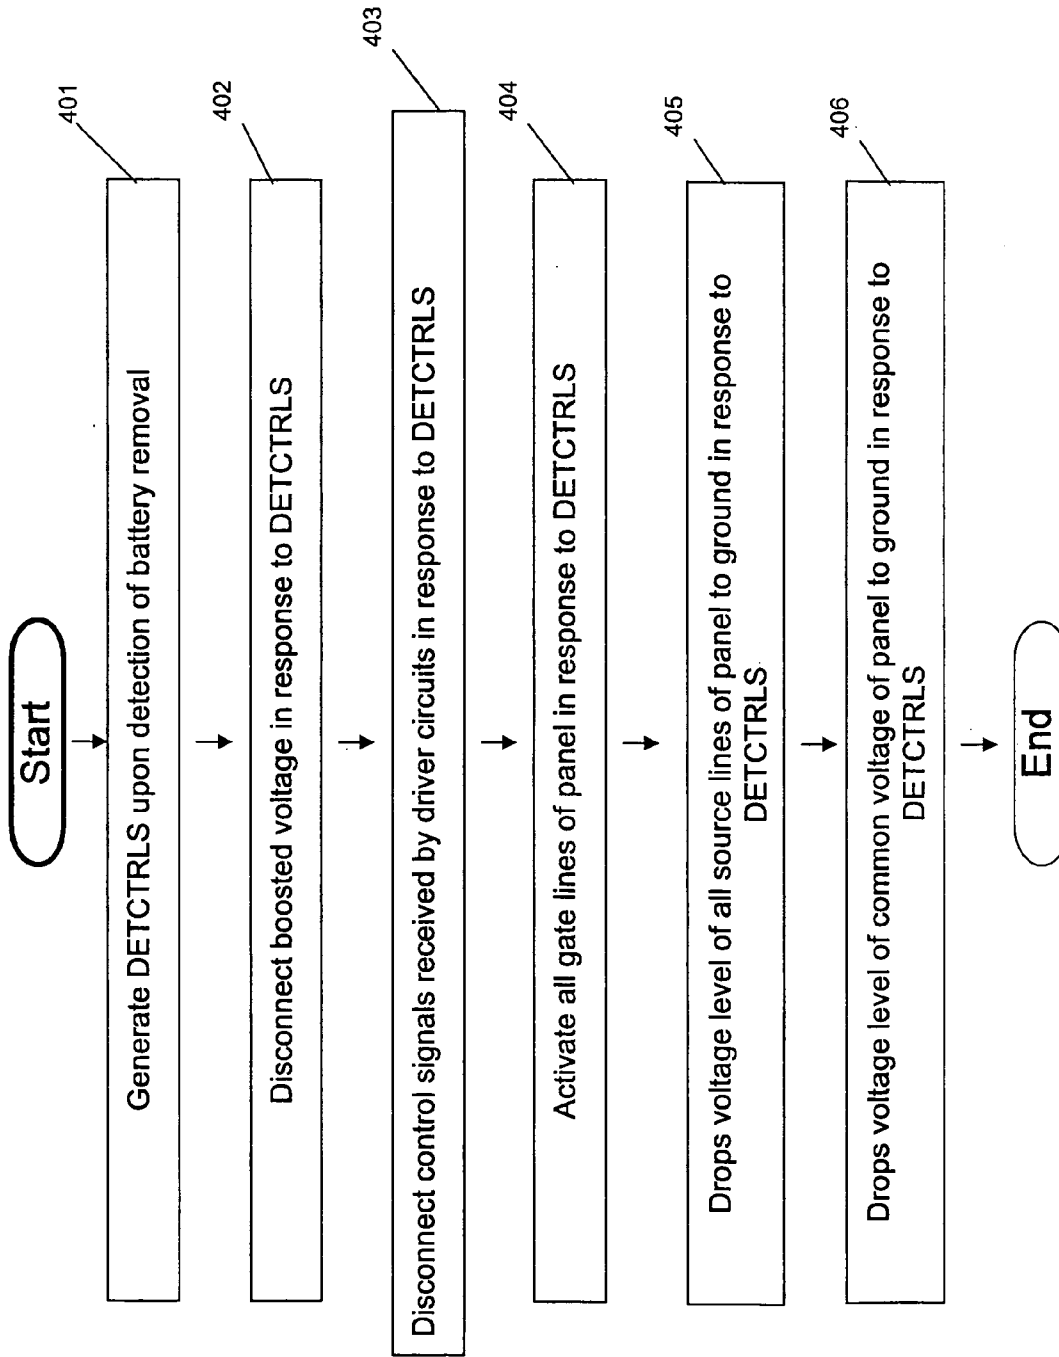 Start
401
Generate DETCTRLS upon detection of battery removal
402
Disconnect boosted voltage in response to DETCTRLS
403
Disconnect control signals received by driver circuits in response to DETCTRLS
404
Activate all gate lines of panel in response to DETCTRLS
405
Drops voltage level of all source lines of panel to ground in response to
DETCTRLS
406
Drops voltage level of common voltage of panel to ground in response to
DETCTRLS
End